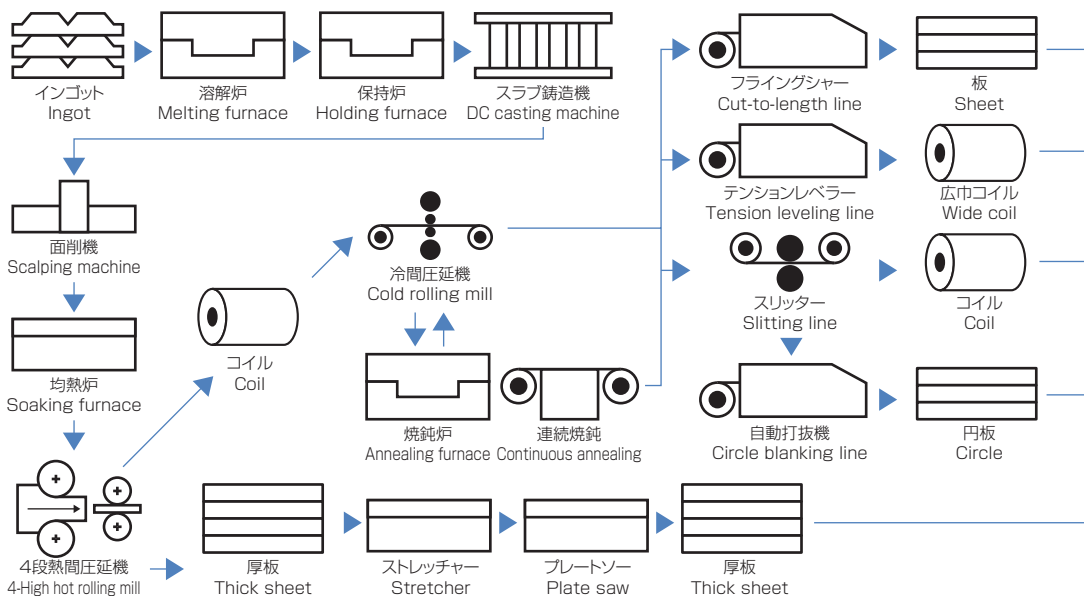 インゴット
Ingot
溶解炉
Melting furnace
保持炉
Holding furnace
スラブ鋳造機
DC casting machine
フライングシャー
Cut-to-length line
板
Sheet
テンションレベラー
Tension leveling line
広巾コイル
Wide coil
面削機
Scalping machine
冷間圧延機
Cold rolling mill
スリッター
Slitting line
コイル
Coil
コイル
Coil
均熱炉
Soaking furnace
焼鈍炉
Annealing furnace
連続焼鈍
Continuous annealing
自動打抜機
Circle blanking line
円板
Circle
4段熱間圧延機
4-High hot rolling mill
厚板
Thick sheet
ストレッチャー
Stretcher
プレートソー
Plate saw
厚板
Thick sheet